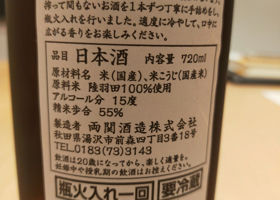 搾って間もないお酒を1本ずつ丁寧に手詰めをし、
瓶火入れを行いました。適度に冷やして、口中に
広がる香りをお楽しみください。
品目 日本酒 内容量 720ml
原材料名 米(国産)、米こうじ(国産米)
原料米 陸羽田100%使用
アルコール分 15度
精米歩合 55%
製造者 両関酒造株式会社
秋田県湯沢市前森四丁目3番18号
TEL.0183(73)3143
飲酒は20歳になってから。楽しく適量を。
妊娠中や授乳期の飲酒はお控えください。
瓶火入れ一回 要冷蔵